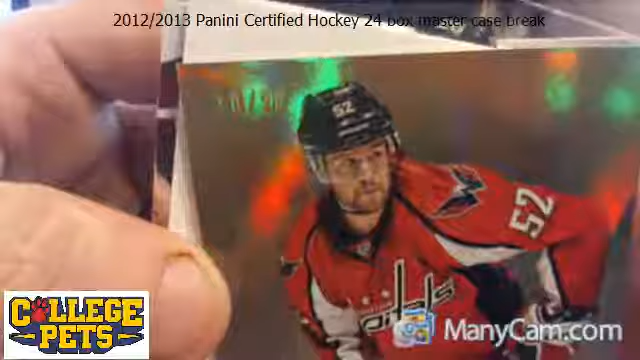 2012/2013 Panini Certified Hockey 24 box master case break
52
52
Capitals
COLLEGE
PETS
ManyCam.com